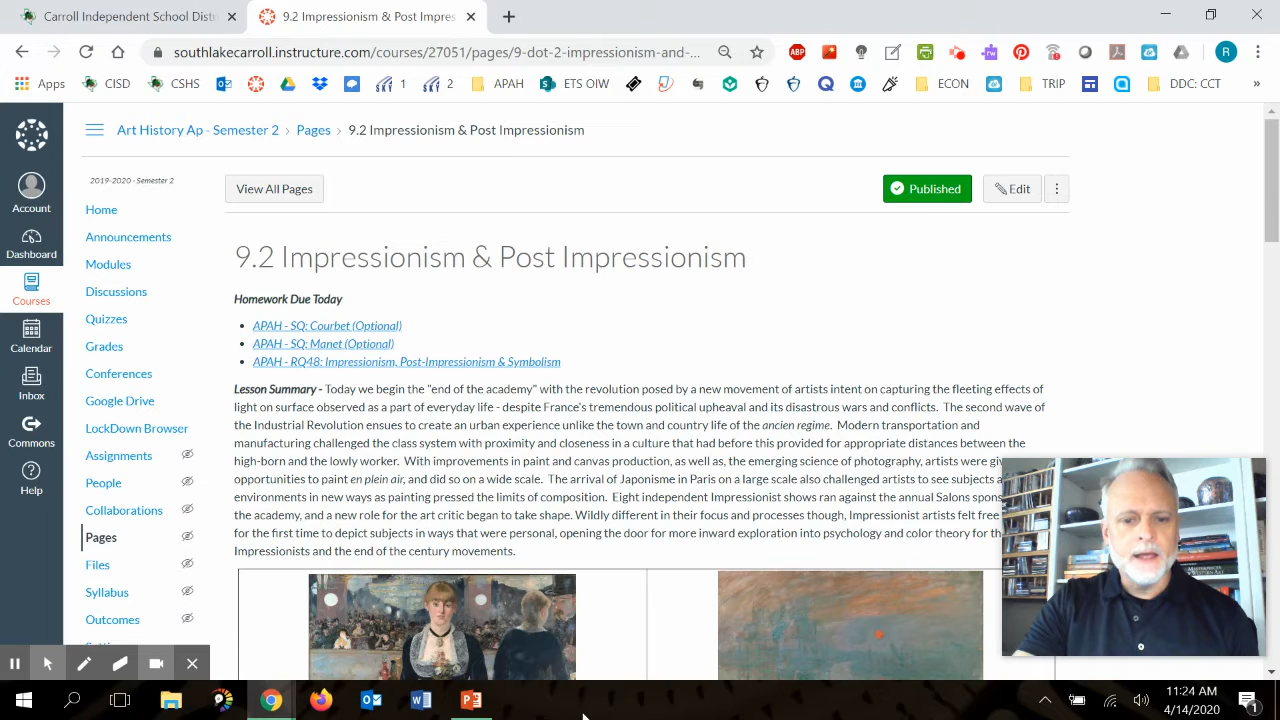 Carroll Independent School Dist
9.2 Impressionism & Post Impres
southlakecarroll.instructure.com/courses/27051/pages/9-dot-2-impressionism-and-...
ABP
R
Apps
CISD
CSHS
1
2
APAH
ETS OIW
ECON
TRIP
DDC: CCT
»
Art History Ap - Semester 2 › Pages › 9.2 Impressionism & Post Impressionism
Account
Dashboard
Courses
Calendar
Inbox
Commons
Help
2019-2020 - Semester 2
Home
Announcements
Modules
Discussions
Quizzes
Grades
Conferences
Google Drive
LockDown Browser
Assignments
People
Collaborations
Pages
Files
Syllabus
Outcomes
View All Pages
Published
Edit
9.2 Impressionism & Post Impressionism
Homework Due Today
• APAH - SQ: Courbet (Optional)
• APAH - SQ: Manet (Optional)
• APAH - RQ48: Impressionism, Post-Impressionism & Symbolism
Lesson Summary - Today we begin the "end of the academy" with the revolution posed by a new movement of artists intent on capturing the fleeting effects of
light on surface observed as a part of everyday life - despite France's tremendous political upheaval and its disastrous wars and conflicts. The second wave of
the Industrial Revolution ensues to create an urban experience unlike the town and country life of the ancien regime. Modern transportation and
manufacturing challenged the class system with proximity and closeness in a culture that had before this provided for appropriate distances between the
high-born and the lowly worker. With improvements in paint and canvas production, as well as, the emerging science of photography, artists were giv
opportunities to paint en plein air, and did so on a wide scale. The arrival of Japonisme in Paris on a large scale also challenged artists to see subjects a
environments in new ways as painting pressed the limits of composition. Eight independent Impressionist shows ran against the annual Salons spons
the academy, and a new role for the art critic began to take shape. Wildly different in their focus and processes though, Impressionist artists felt free
for the first time to depict subjects in ways that were personal, opening the door for more inward exploration into psychology and color theory for th
Impressionists and the end of the century movements.
11:24 AM
4/14/2020
1